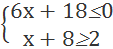 6x + 18≤0
x + 8≥2